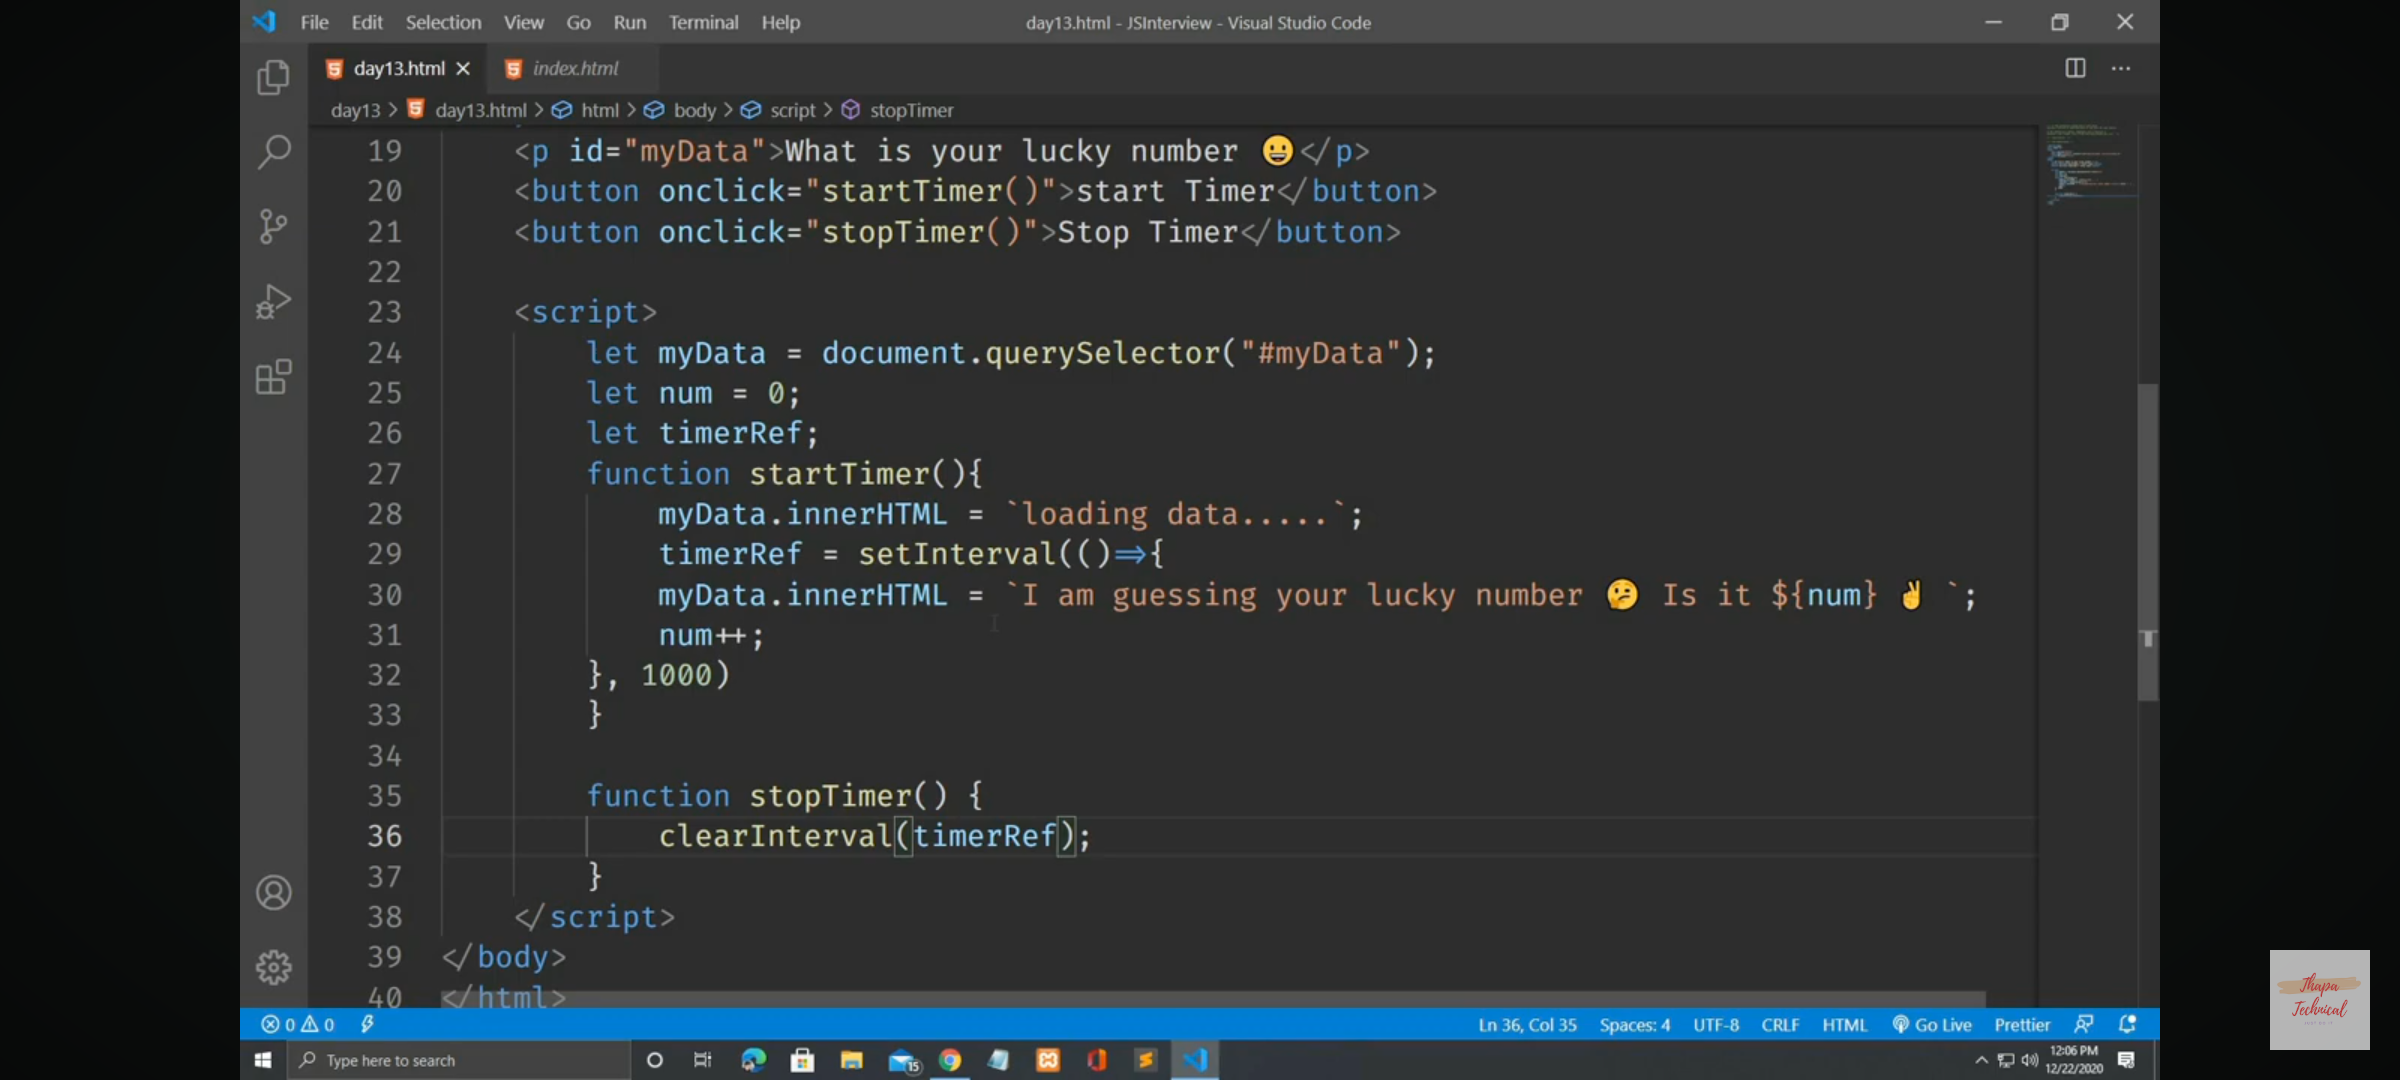 File Edit Selection View Go Run Terminal Help day13.html - JSInterview - Visual Studio Code
day13.html index.html
day13 > day13.html > html > body > script > stopTimer
19 <p id="myData">What is your lucky number 😀</p>
20 <button onclick="startTimer()">start Timer</button>
21 <button onclick="stopTimer()">Stop Timer</button>
22
23 <script>
24 let myData = document.querySelector("#myData");
25 let num = 0;
26 let timerRef;
27 function startTimer(){
28 myData.innerHTML = `loading data.....`;
29 timerRef = setInterval(()=>{
30 myData.innerHTML = `I am guessing your lucky number 🤔 Is it ${num} ✌ `;
31 num++;
32 }, 1000)
33 }
34
35 function stopTimer() {
36 clearInterval(timerRef);
37 }
38 </script>
39 </body>
40 </html>
0 0 Ln 36, Col 35 Spaces: 4 UTF-8 CRLF HTML Go Live Prettier
Type here to search 15 12:06 PM
12/22/2020
Thapa
Technical